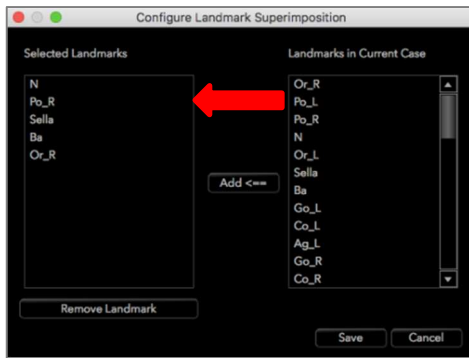 Configure Landmark Superimposition
Selected Landmarks
N
Po_R
Sella
Ba
Or_R
Remove Landmark
Add <==
Landmarks in Current Case
Or_R
Po_L
Po_R
N
Or_L
Sella
Ba
Go_L
Co_L
Ag_L
Go_R
Co_R
Save
Cancel